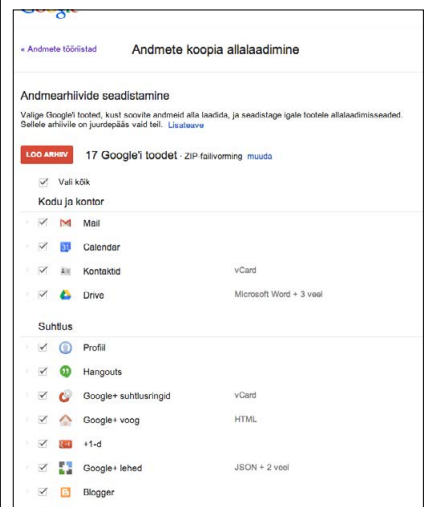 Google
« Andmete tööriistad Andmete koopia allalaadimine
Andmearhiivide seadistamine
Valige Google'i tooted, kust soovite andmeid alla laadida, ja seadistage igale tootele allalaadimisseaded.
Sellele arhiivile on juurdepääs vaid teil. Lisateave
LOO ARHIIV 17 Google'i toodet - ZIP-failivorming muuda
Vali kõik
Kodu ja kontor
Mail
31 Calendar
Kontaktid vCard
Drive Microsoft Word + 3 veel
Suhtlus
Profiil
Hangouts
Google+ suhtlusringid vCard
Google+ voog HTML
+1-d
Google+ lehed JSON + 2 veel
Blogger